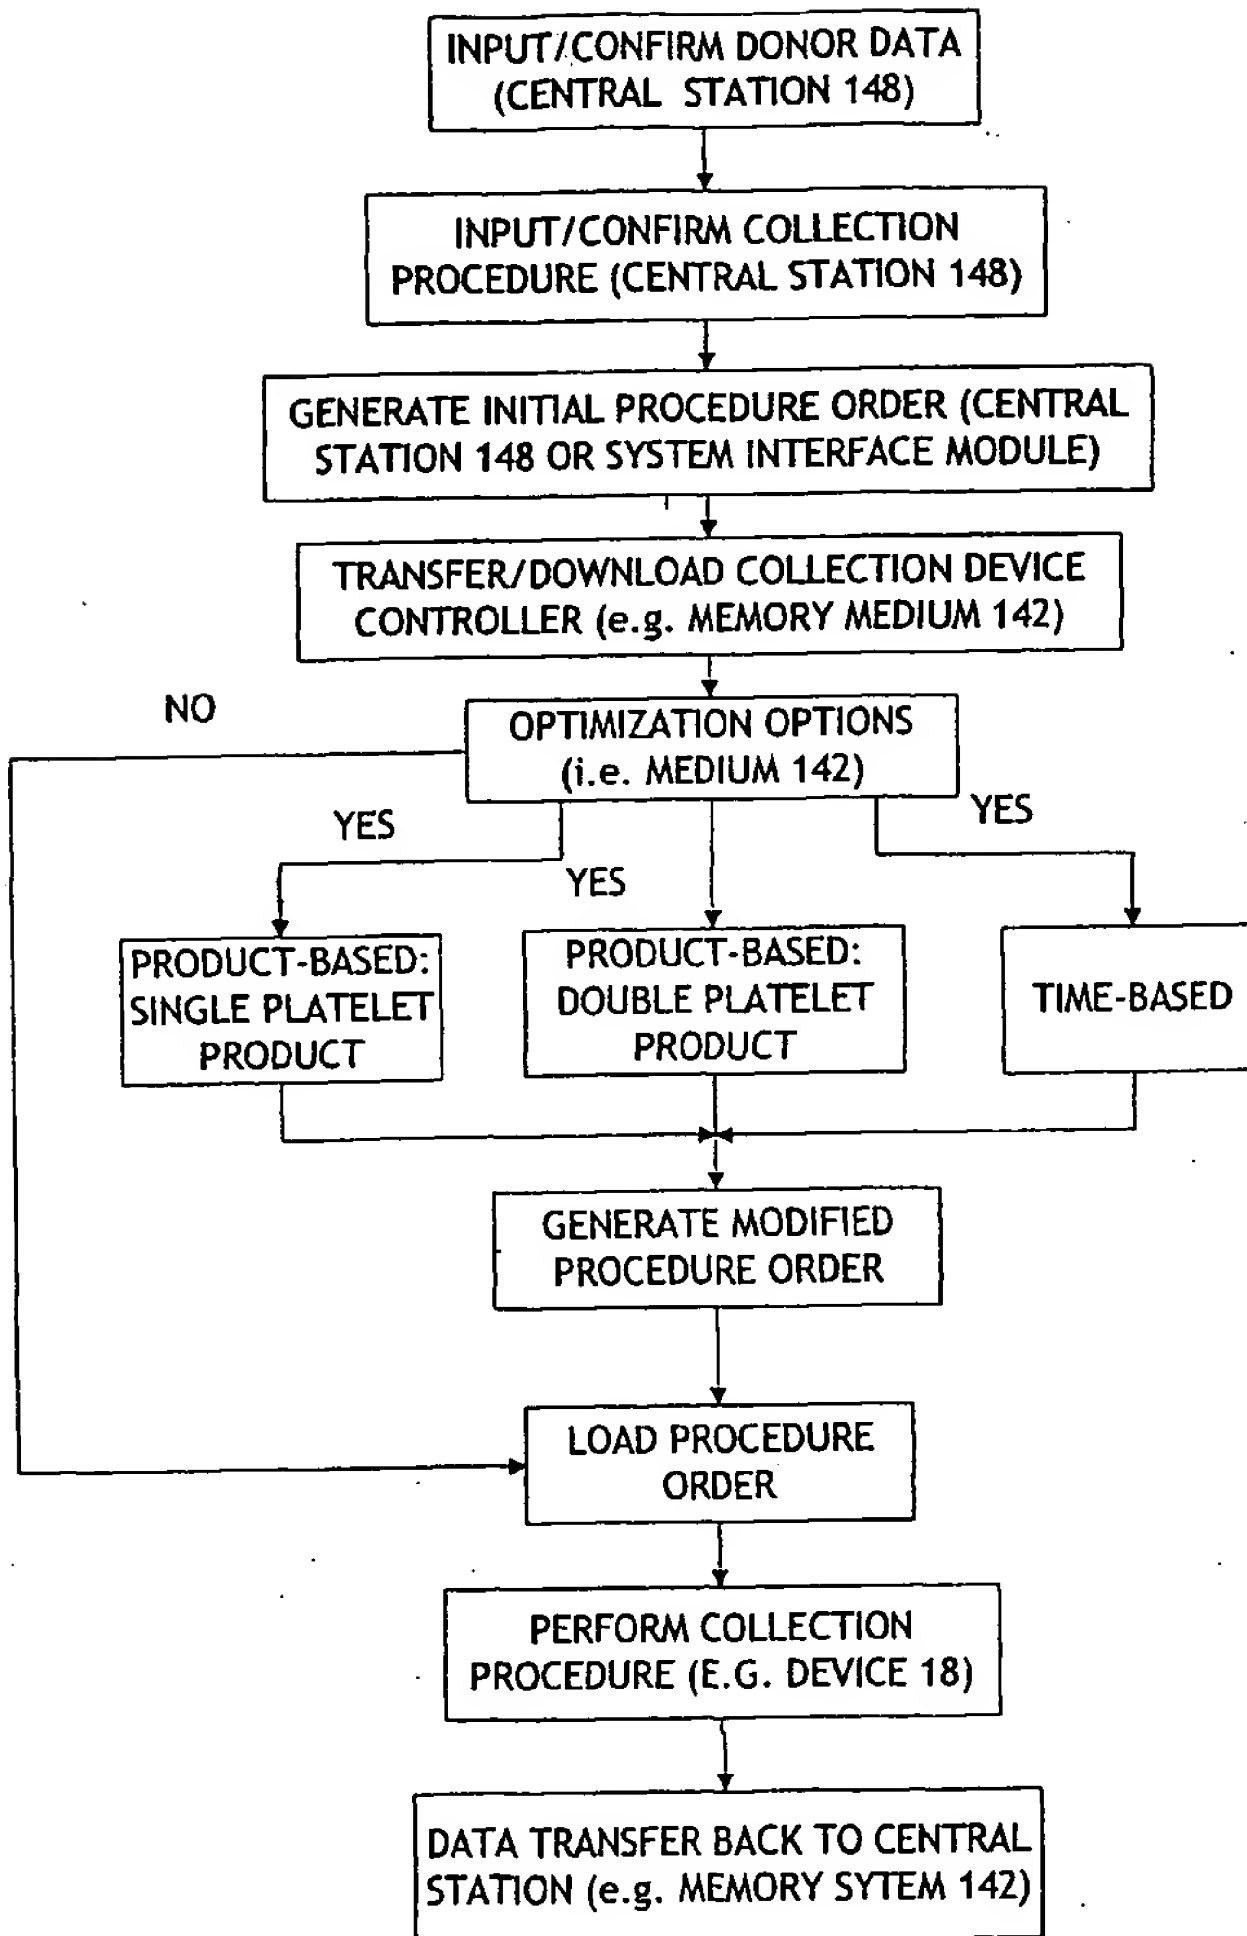 INPUT/CONFIRM DONOR DATA
(CENTRAL STATION 148)
INPUT/CONFIRM COLLECTION
PROCEDURE (CENTRAL STATION 148)
GENERATE INITIAL PROCEDURE ORDER (CENTRAL
STATION 148 OR SYSTEM INTERFACE MODULE)
TRANSFER/DOWNLOAD COLLECTION DEVICE
CONTROLLER (e.g. MEMORY MEDIUM 142)
NO
OPTIMIZATION OPTIONS
(i.e. MEDIUM 142)
YES
YES
YES
PRODUCT-BASED:
SINGLE PLATELET
PRODUCT
PRODUCT-BASED:
DOUBLE PLATELET
PRODUCT
TIME-BASED
GENERATE MODIFIED
PROCEDURE ORDER
LOAD PROCEDURE
ORDER
PERFORM COLLECTION
PROCEDURE (E.G. DEVICE 18)
DATA TRANSFER BACK TO CENTRAL
STATION (e.g. MEMORY SYTEM 142)